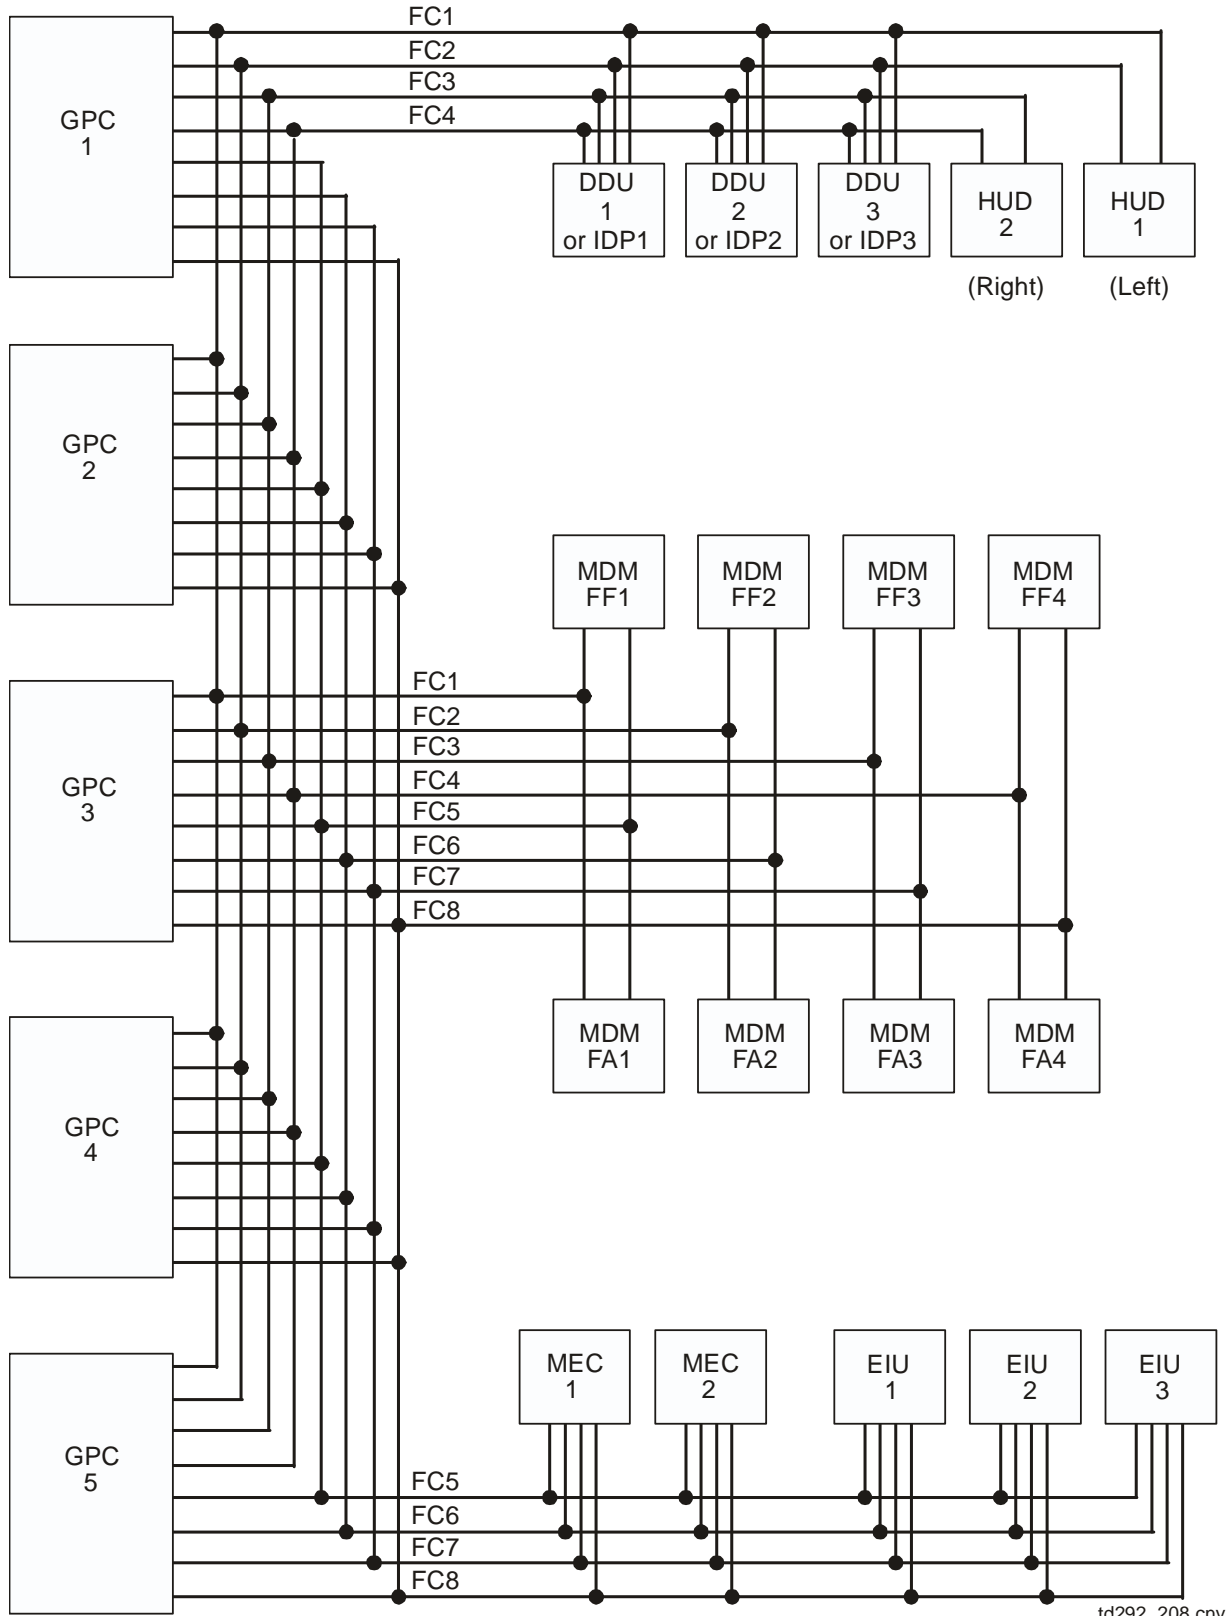 FC1
FC2
FC3
FC4
GPC
1
DDU
1
or IDP1
DDU
2
or IDP2
DDU
3
or IDP3
HUD
2
HUD
1
(Right)
(Left)
GPC
2
MDM
FF1
MDM
FF2
MDM
FF3
MDM
FF4
FC1
FC2
FC3
FC4
FC5
FC6
FC7
FC8
GPC
3
MDM
FA1
MDM
FA2
MDM
FA3
MDM
FA4
GPC
4
MEC
1
MEC
2
EIU
1
EIU
2
EIU
3
GPC
5
FC5
FC6
FC7
FC8
td292_208.cnv